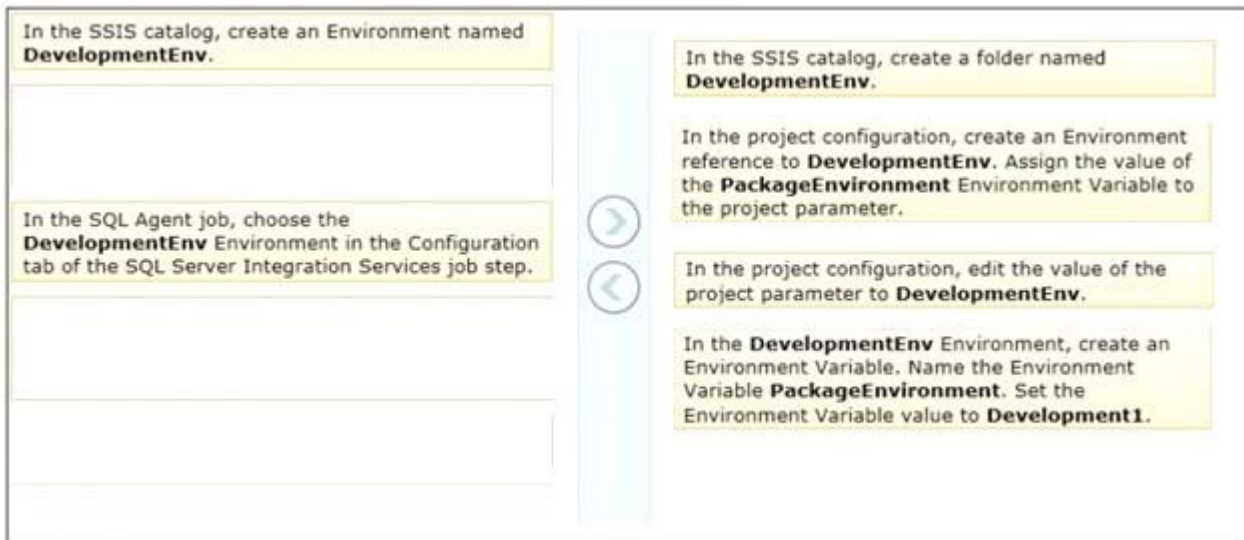 In the SSIS catalog, create an Environment named
DevelopmentEnv.
In the SQL Agent job, choose the
DevelopmentEnv Environment in the Configuration
tab of the SQL Server Integration Services job step.
In the SSIS catalog, create a folder named
DevelopmentEnv.
In the project configuration, create an Environment
reference to DevelopmentEnv. Assign the value of
the PackageEnvironment Environment Variable to
the project parameter.
In the project configuration, edit the value of the
project parameter to DevelopmentEnv.
In the DevelopmentEnv Environment, create an
Environment Variable. Name the Environment
Variable PackageEnvironment. Set the
Environment Variable value to Development1.